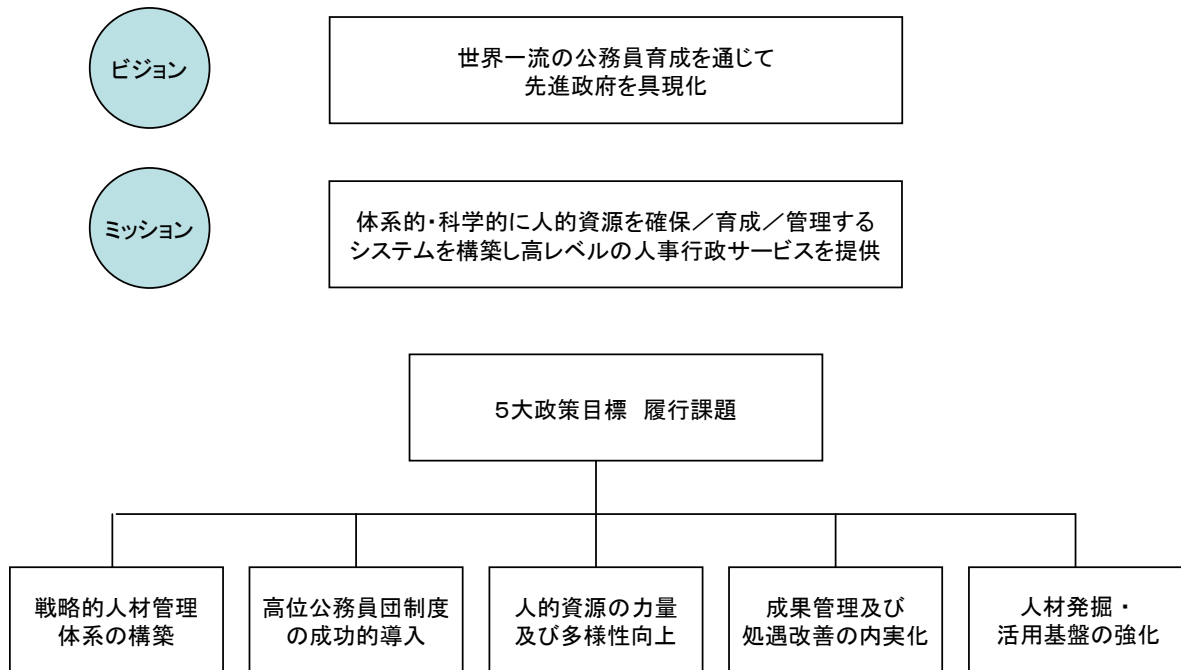 ビジョン
世界一流の公務員育成を通じて
先進政府を具現化
ミッション
体系的・科学的に人的資源を確保／育成／管理する
システムを構築し高レベルの人事行政サービスを提供
5大政策目標　履行課題
戦略的人材管理
体系の構築
高位公務員団制度
の成功的導入
人的資源の力量
及び多様性向上
成果管理及び
処遇改善の内実化
人材発掘・
活用基盤の強化